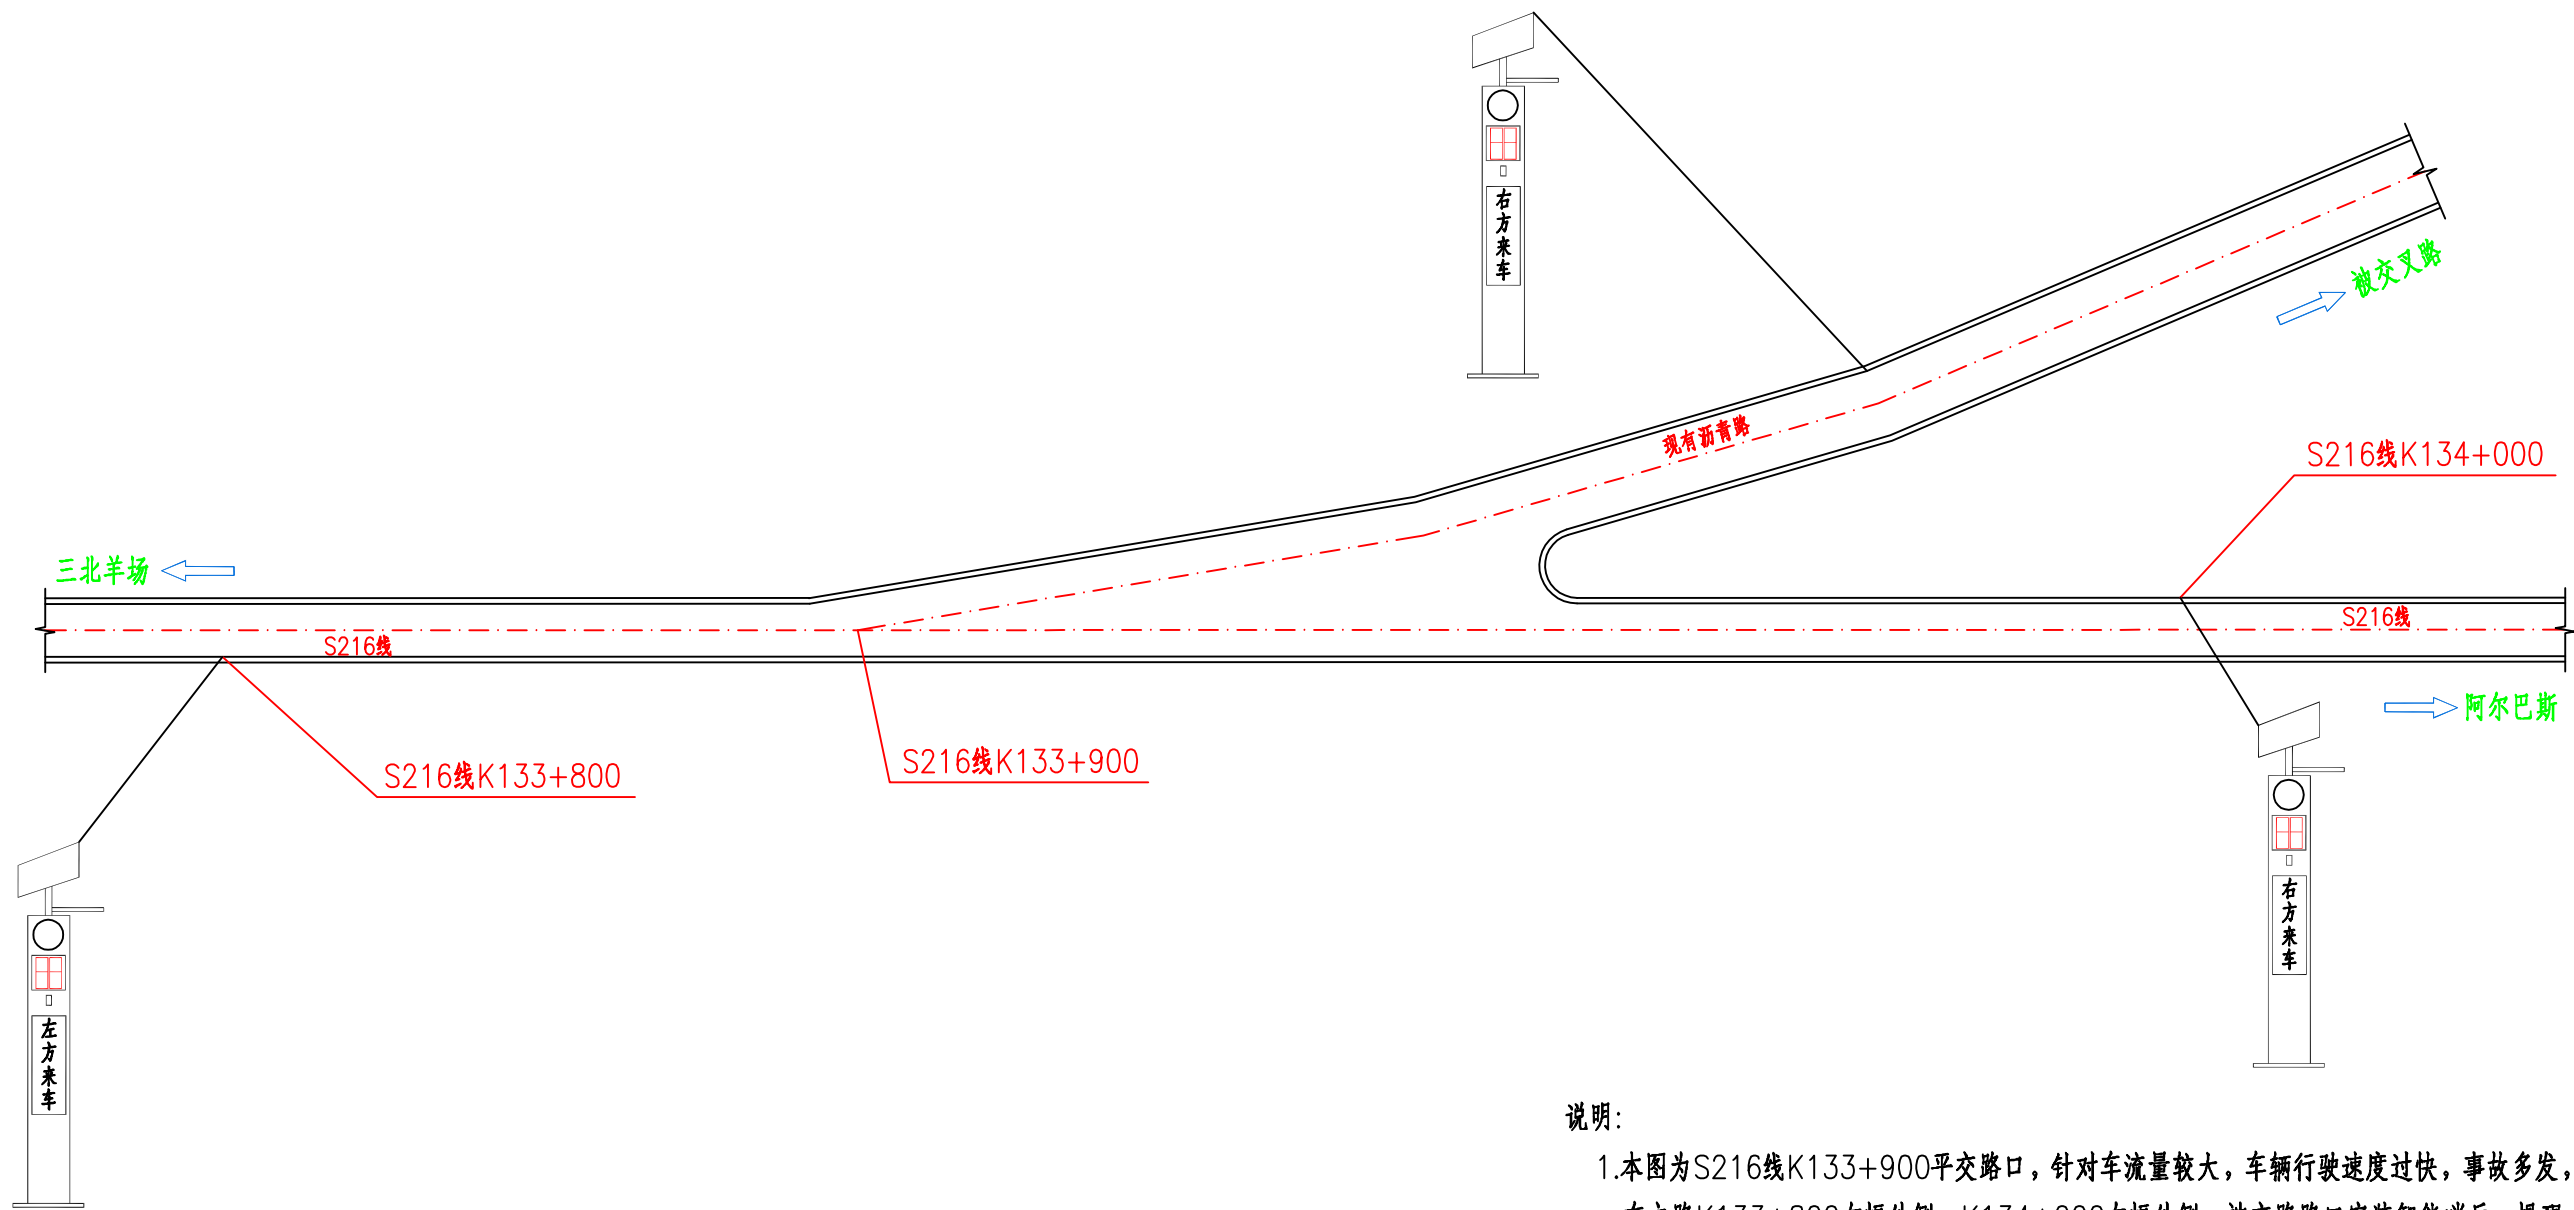 右方来车
被交叉路
现有沥青路
S216线K134+000
三北羊场
S216线
S216线
阿尔巴斯
S216线K133+800
S216线K133+900
左方来车
右方来车
说明:
1.本图为S216线K133+900平交路口，针对车流量较大，车辆行驶速度过快，事故多发，